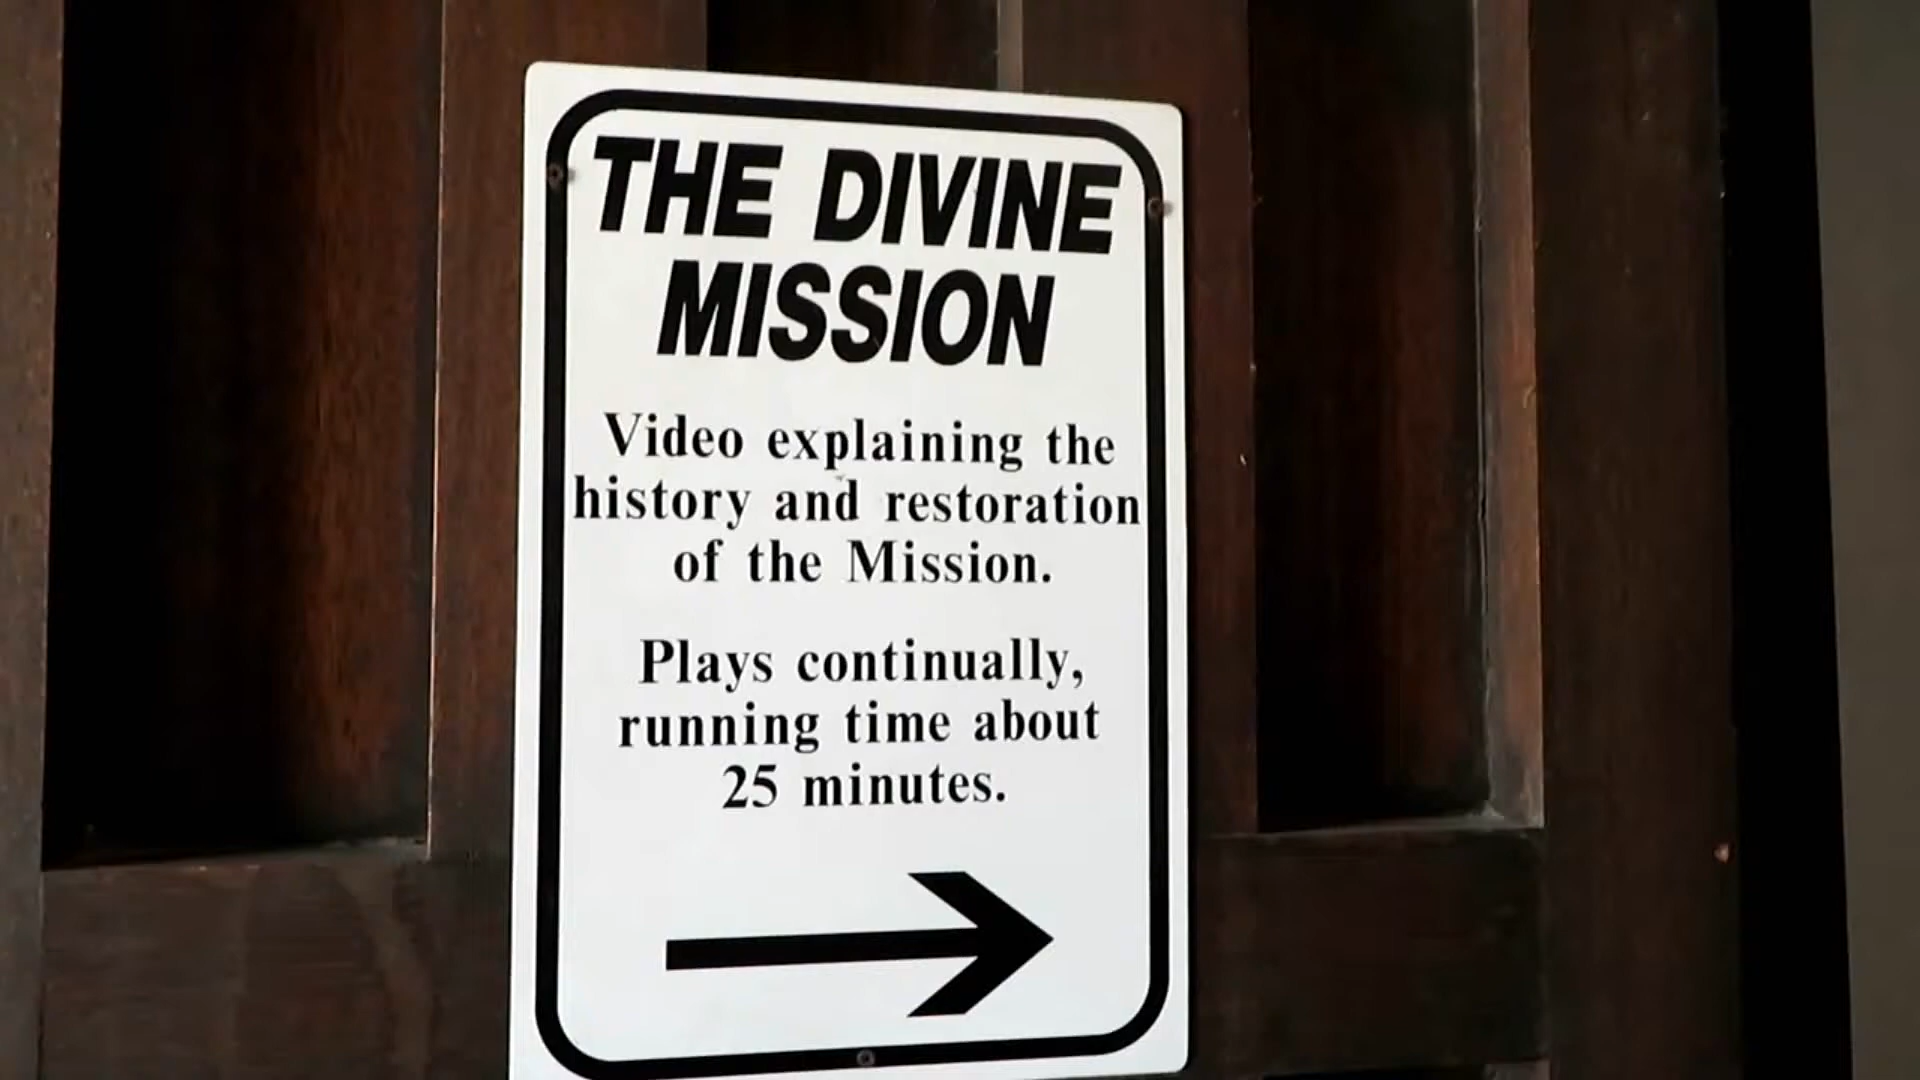 THE DIVINE
MISSION
Video explaining the
history and restoration
of the Mission.
Plays continually,
running time about
25 minutes.